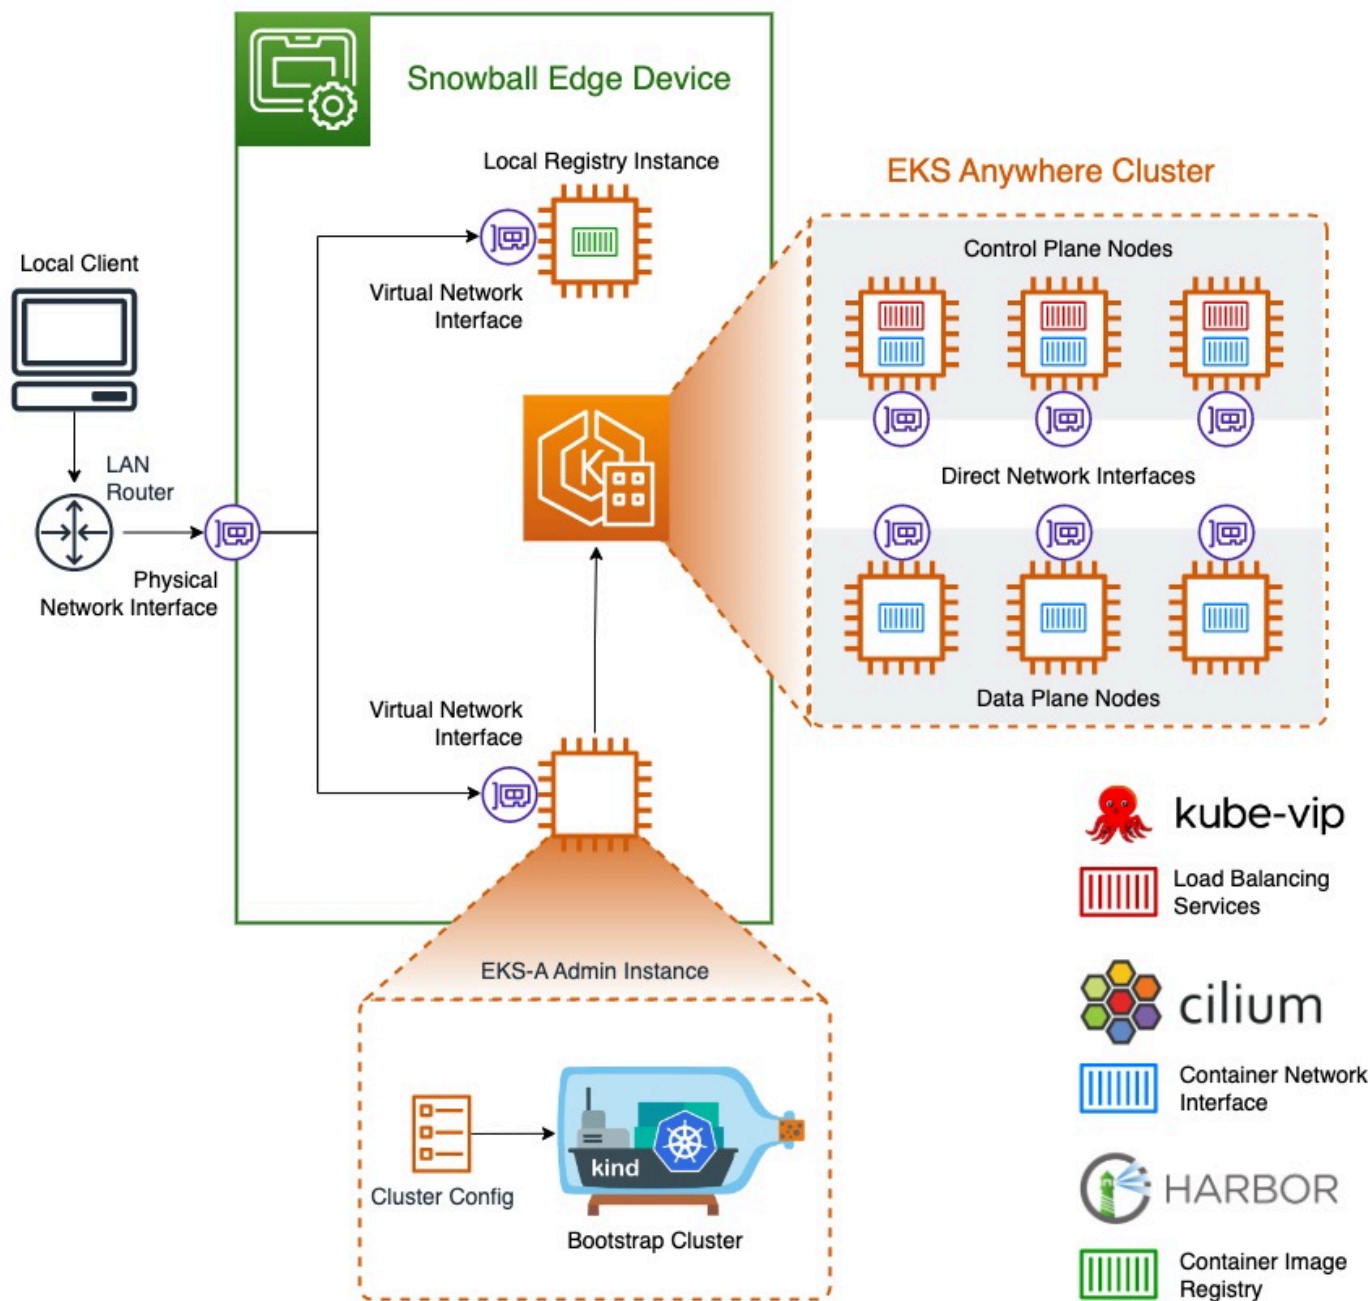 Snowball Edge Device
Local Registry Instance
EKS Anywhere Cluster
Control Plane Nodes
Local Client
Virtual Network
Interface
K
Direct Network Interfaces
LAN
Router
Physical
Network Interface
Data Plane Nodes
Virtual Network
Interface
kube-vip
Load Balancing
Services
EKS-A Admin Instance
cilium
Container Network
Interface
kind
Cluster Config
Bootstrap Cluster
HARBOR
Container Image
Registry